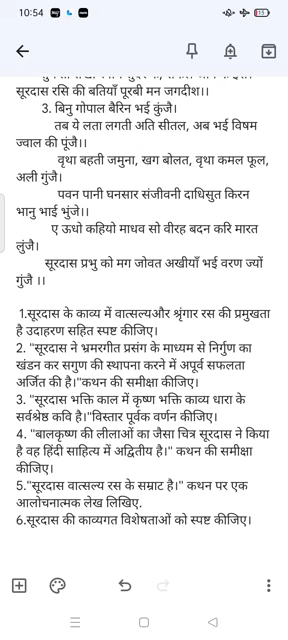 10:54
सूरदास रसि की बतियाँ पूरबी मन जगदीश।।
3. बिनु गोपाल बैरिन भई कुंजै।
तब ये लता लगती अति सीतल, अब भई विषम
ज्वाल की पूंजै।।
वृथा बहती जमुना, खग बोलत, वृथा कमल फूल,
अली गुंजै।
पवन पानी घनसार संजीवनी दाधिसुत किरन
भानु भाई भुंजे।।
ए ऊधो कहियो माधव सो वीरह बदन करि मारत
लुंजै।
सूरदास प्रभु को मग जोवत अखीयाँ भई वरण ज्यों
गुंजै ।।
1.सूरदास के काव्य में वात्सल्यऔर श्रृंगार रस की प्रमुखता
है उदाहरण सहित स्पष्ट कीजिए।
2. "सूरदास ने भ्रमरगीत प्रसंग के माध्यम से निर्गुण का
खंडन कर सगुण की स्थापना करने में अपूर्व सफलता
अर्जित की है।"कथन की समीक्षा कीजिए।
3. "सूरदास भक्ति काल में कृष्ण भक्ति काव्य धारा के
सर्वश्रेष्ठ कवि है।"विस्तार पूर्वक वर्णन कीजिए।
4. "बालकृष्ण की लीलाओं का जैसा चित्र सूरदास ने किया
है वह हिंदी साहित्य में अद्वितीय है।" कथन की समीक्षा
कीजिए।
5."सूरदास वात्सल्य रस के सम्राट है।" कथन पर एक
आलोचनात्मक लेख लिखिए.
6.सूरदास की काव्यगत विशेषताओं को स्पष्ट कीजिए।